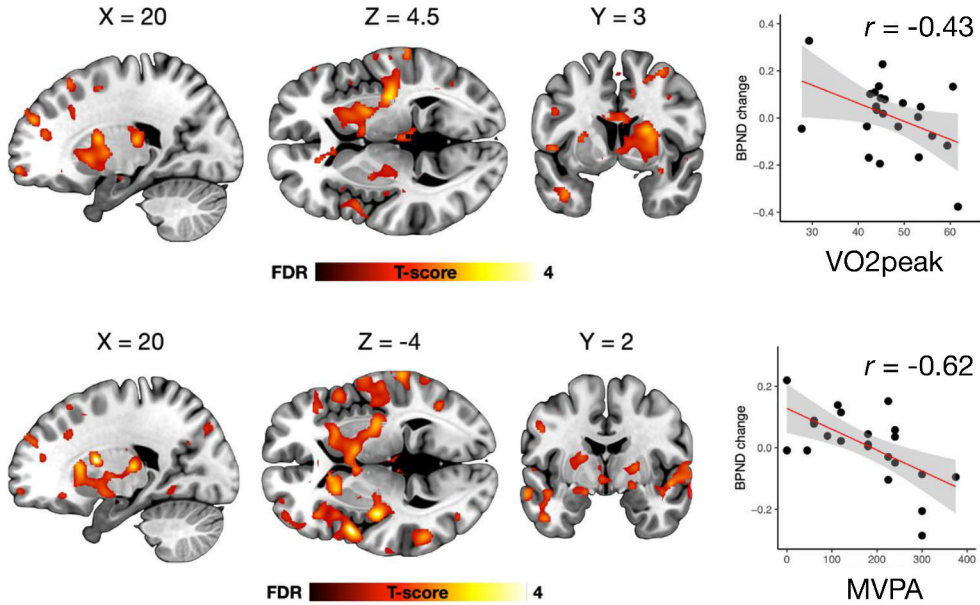 X = 20
Z = 4.5
Y = 3
r = -0.43
BPND change
0.4
0.2
0.0
-0.2
-0.4
30
40
50
60
VO2peak
FDR
T-score
4
X = 20
Z = -4
Y = 2
r = -0.62
BPND change
0.2
0.0
-0.2
0
100
200
300
400
MVPA
FDR
T-score
4